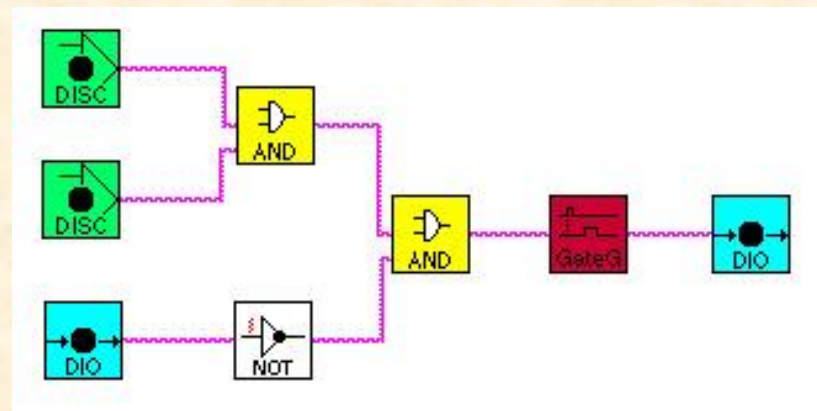 DISC
AND
DISC
AND
GateG
DIO
DIO
NOT